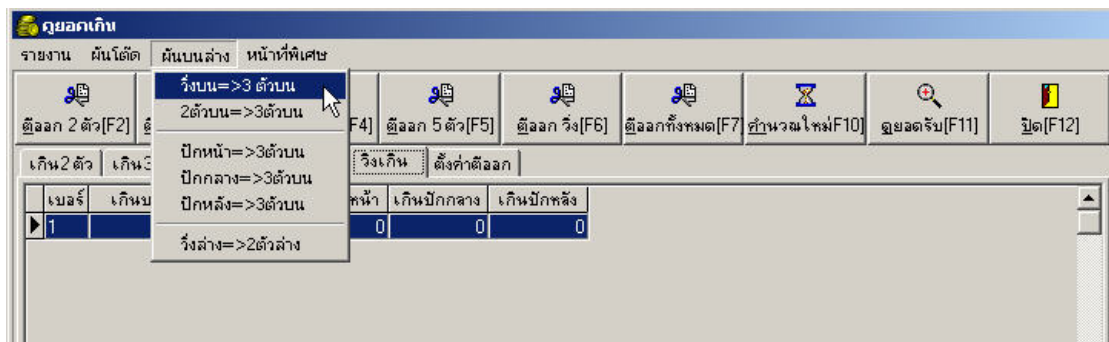 ดูยอดเกิน
รายงาน ผันโต๊ด ผันบนล่าง หน้าที่พิเศษ
วิ่งบน=>3 ตัวบน
2ตัวบน=>3ตัวบน
ปักหน้า=>3ตัวบน
ปักกลาง=>3ตัวบน
ปักหลัง=>3ตัวบน
วิ่งล่าง=>2ตัวล่าง
ตีออก 2 ตัว[F2] F4] ตีออก 5 ตัว[F5] ตีออก วิ่ง[F6] ตีออกทั้งหมด[F7] คำนวณใหม่F10] ดูยอดรับ[F11] ปิด[F12]
เกิน2 ตัว เกิน3 วิ่งเกิน ตั้งค่าตีออก
เบอร์ เกินบ หน้า เกินปักกลาง เกินปักหลัง
1 0 0 0